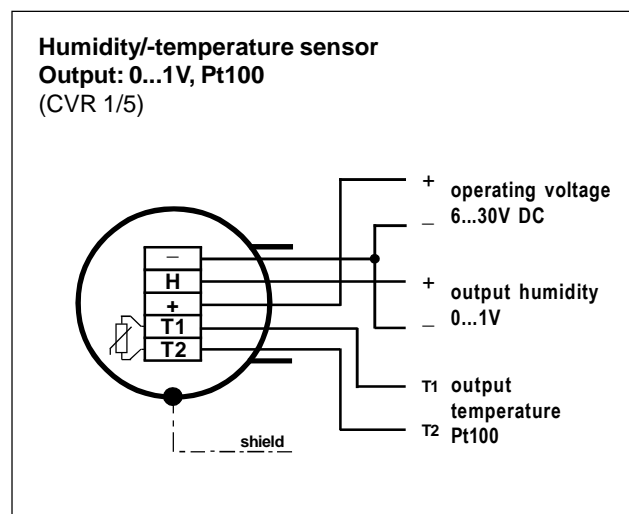 Humidity/-temperature sensor
Output: 0...1V, Pt100
(CVR 1/5)
+ operating voltage
– 6...30V DC
–
H
+
T1
T2
+ output humidity
– 0...1V
T1 output
temperature
T2 Pt100
shield